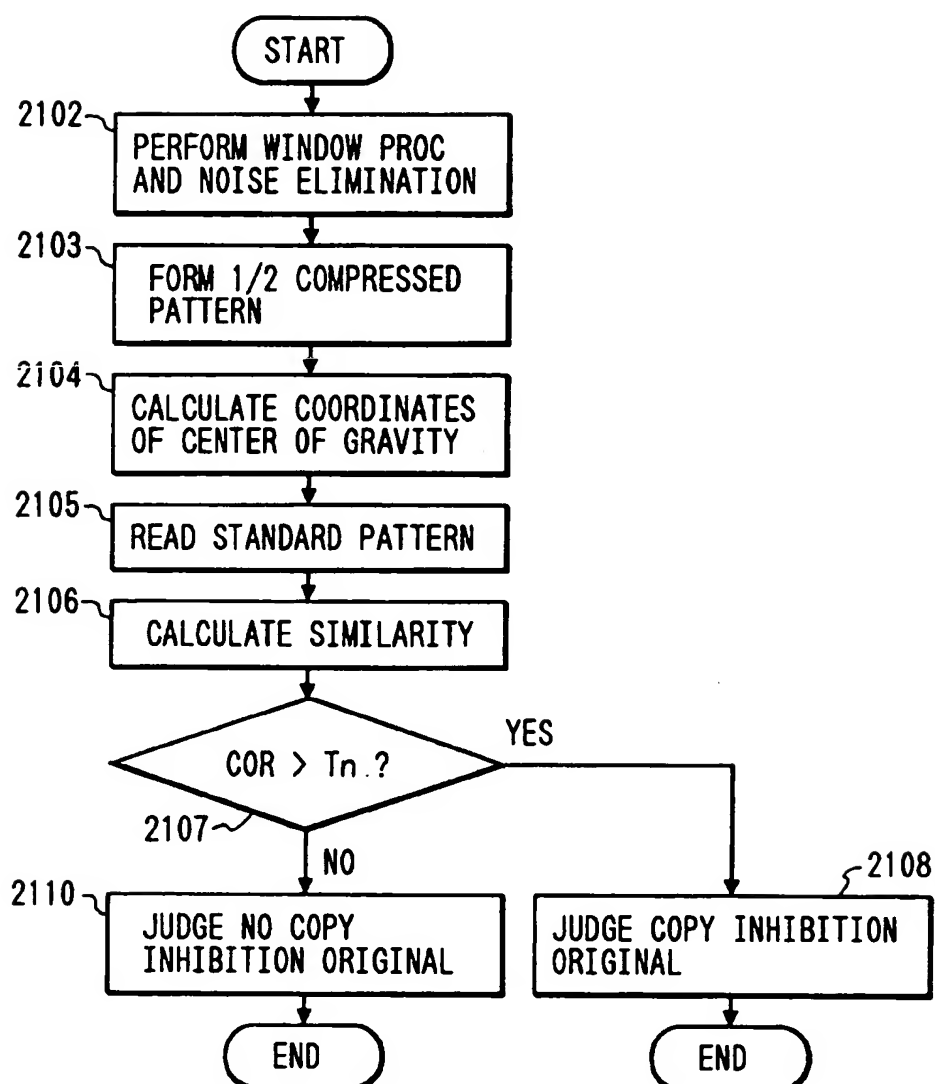 START
2102
PERFORM WINDOW PROC
AND NOISE ELIMINATION
2103
FORM 1/2 COMPRESSED
PATTERN
2104
CALCULATE COORDINATES
OF CENTER OF GRAVITY
2105
READ STANDARD PATTERN
2106
CALCULATE SIMILARITY
COR > Tn ?
YES
2107
NO
2110
JUDGE NO COPY
INHIBITION ORIGINAL
2108
JUDGE COPY INHIBITION
ORIGINAL
END
END